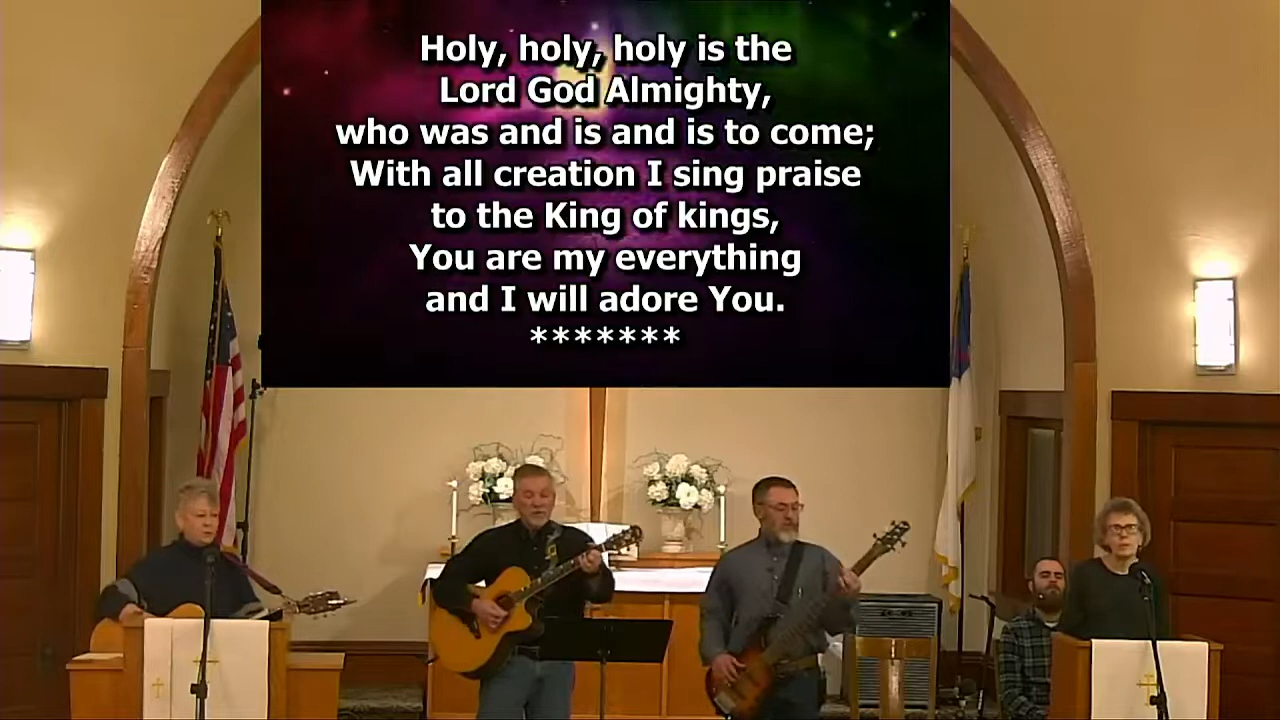 Holy, holy, holy is the
Lord God Almighty,
who was and is and is to come;
With all creation I sing praise
to the King of kings,
You are my everything
and I will adore You.
*******